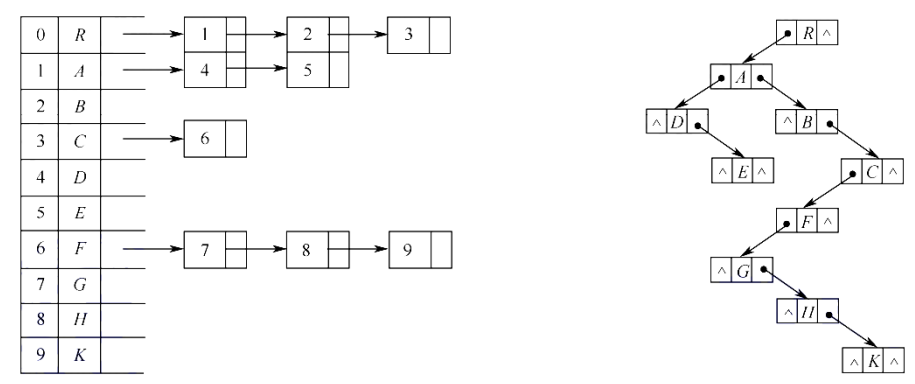 0 R 1 2 3
1 A 4 5
2 B
3 C 6
4 D
5 E
6 F 7 8 9
7 G
8 H
9 K
R ^
A
^ D
^ B
^ E ^
C ^
F ^
^ G
^ H
^ K ^